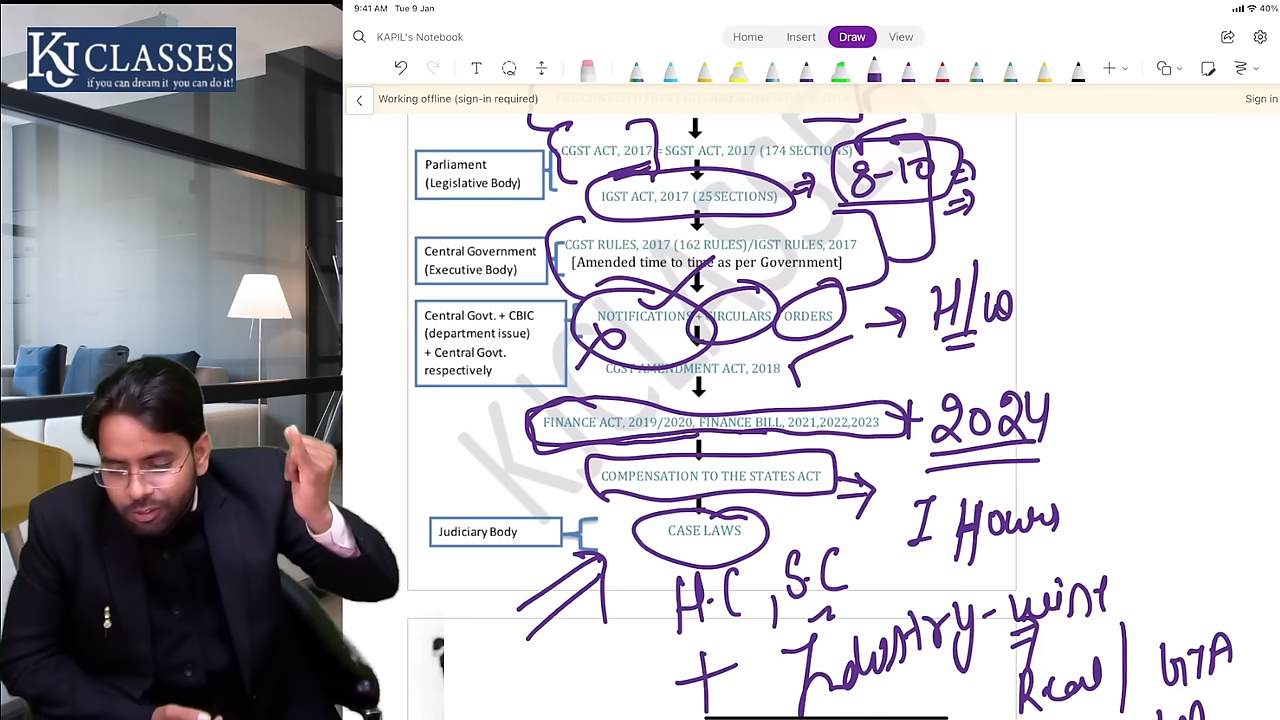 9:41 AM Tue 9 Jan
40%
KJ CLASSES
if you can dream it you can do it!
KAPIL's Notebook
Home Insert Draw View
Working offline (sign-in required)
Sign in
CGST ACT, 2017= SGST ACT, 2017 (174 SECTIONS)
Parliament
(Legislative Body)
8-10
IGST ACT, 2017 (25 SECTIONS)
CGST RULES, 2017 (162 RULES)/IGST RULES, 2017
[Amended time to time as per Government]
Central Government
(Executive Body)
NOTIFICATIONS + CIRCULARS ORDERS
H/W
Central Govt. + CBIC
(department issue)
+ Central Govt.
respectively
CGST AMENDMENT ACT, 2018
FINANCE ACT, 2019/2020, FINANCE BILL, 2021,2022,2023
+ 2024
COMPENSATION TO THE STATES ACT
I Hours
Judiciary Body
CASE LAWS
H.C, S.C
+ Industry-wise
Real GTA
KJ CLASSES